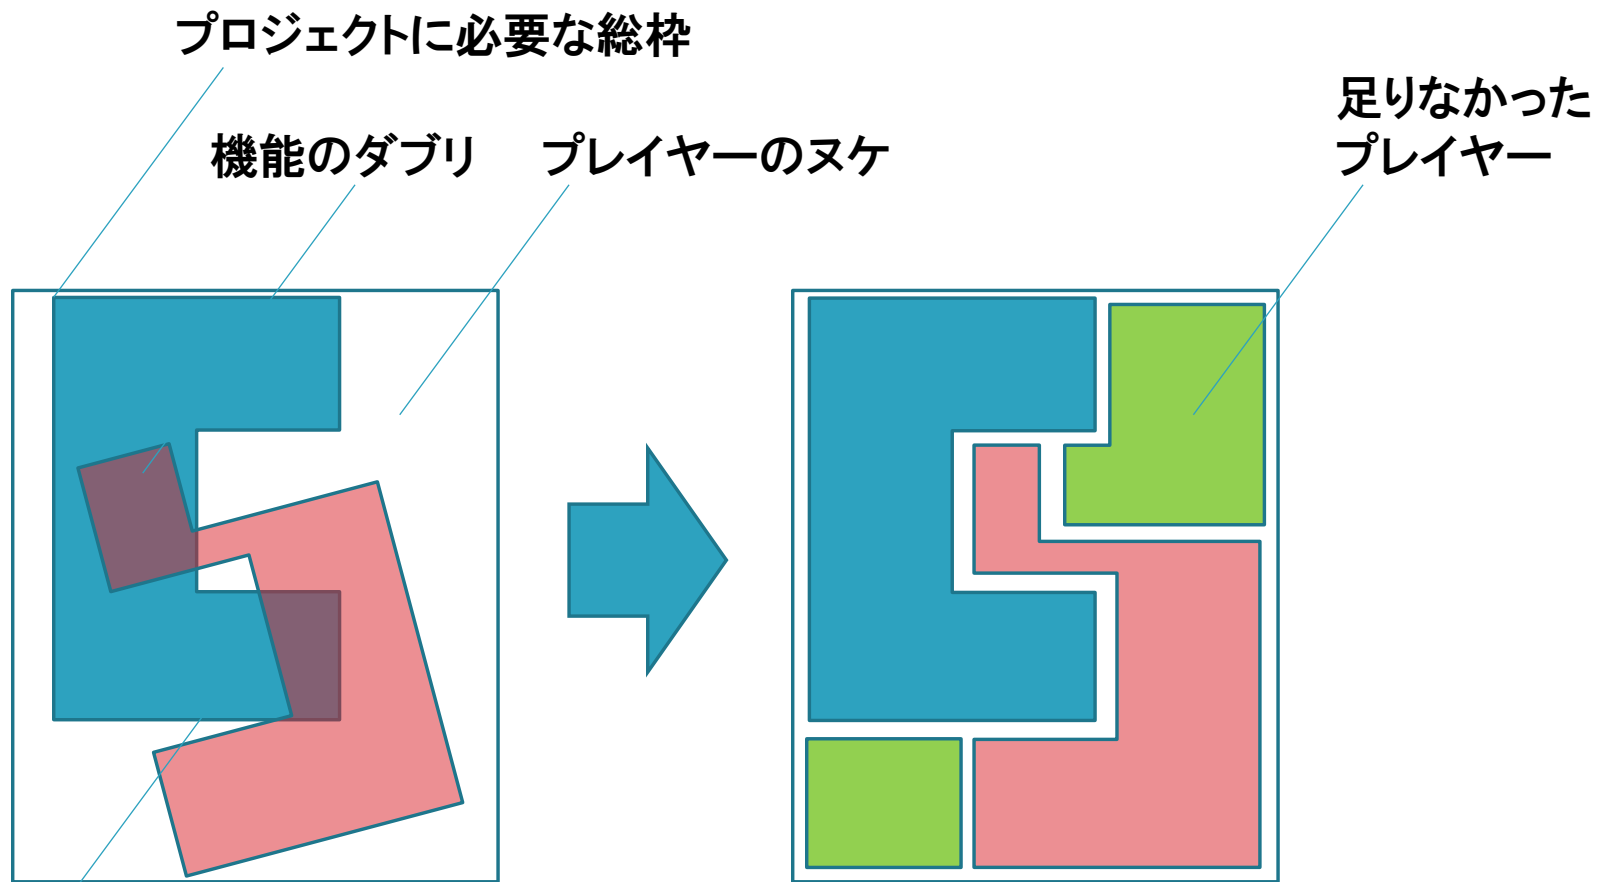 プロジェクトに必要な総枠
機能のダブリ
プレイヤーのヌケ
足りなかった
プレイヤー